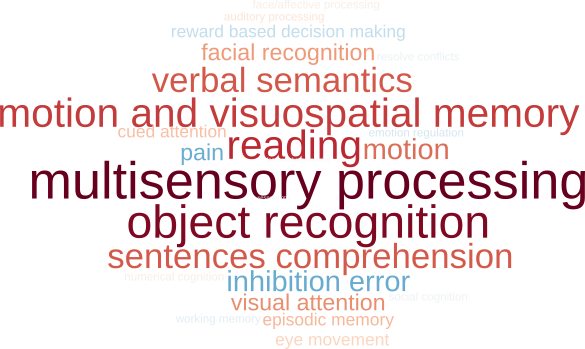 face/affective processing
auditory processing
reward based decision making
facial recognition
resolve conflicts
verbal semantics
motion and visuospatial memory
cued attention
emotion regulation
reading
pain
motion
multisensory processing
object recognition
sentences comprehension
numerical cognition
inhibition error
visual attention
social cognition
working memory
episodic memory
eye movement